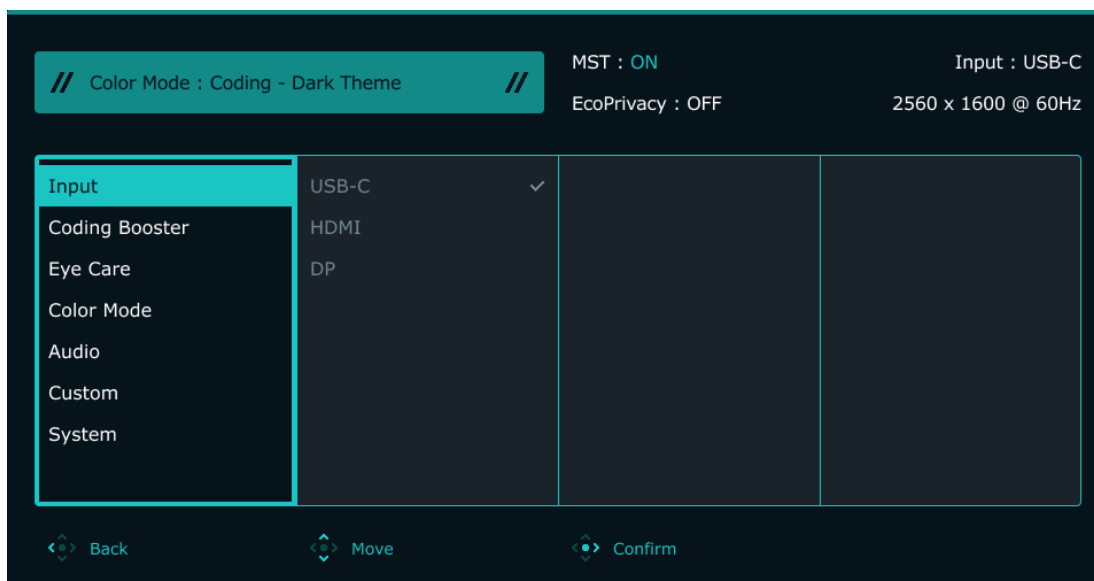 Color Mode : Coding - Dark Theme
MST : ON
Input : USB-C
EcoPrivacy : OFF
2560 x 1600 @ 60Hz
Input
USB-C
Coding Booster
HDMI
Eye Care
DP
Color Mode
Audio
Custom
System
Back
Move
Confirm